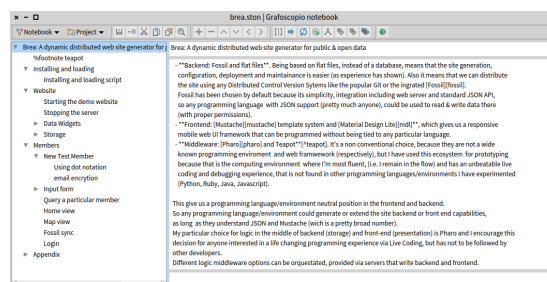 brea.ston | Grafoscopio notebook
Notebook
Project
Brea: A dynamic distributed web site generator for p
%footnote teapot
Installing and loading
Installing and loading script
Website
Starting the demo website
Stopping the server
Data Widgets
Storage
Members
New Test Member
Using dot notation
email encrytion
Input form
Query a particular member
Home view
Map view
Fossil sync
Login
Appendix
Brea: A dynamic distributed web site generator for public & open data
- **Backend: Fossil and flat files**. Being based on flat files, instead of a database, means that the site generation,
configuration, deployment and maintainance is easier (as experience has shown). Also it means that we can distribute
the site using any Distributed Control Version Systems like the popular Git or the ingrated [Fossil][fossil].
Fossil has been chosen by default because its simplicity, integration including web server and standard JSON API,
so any programming language with JSON support (pretty much anyone), could be used to read & write data there
(with proper permissions).
- **Frontend: [Mustache][mustache] template system and [Material Design Lite][mdl]**, which gives us a responsive
mobile web UI framework that can be programmed without being tied to any particular language.
- **Middleware: [Pharo][pharo] and Teapot**[^teapot]. It's a non conventional choice, because they are not a wide
known programming enviroment and web framwework (respectively), but I have used this ecosystem for prototyping
because that is the computing environment where I'm most fluent, (i.e. I remain in the flow) and has an unbeatable live
coding and debugging experience, that is not found in other programming languages/environments I have experimented
(Python, Ruby, Java, Javascript).
This give us a programming language/environment neutral position in the frontend and backend.
So any programming language/environment could generate or extend the site backend or front end capabilities,
as long as they understand JSON and Mustache (wich is a pretty broad number).
My particular choice for logic in the middle of backend (storage) and front-end (presentation) is Pharo and I encourage this
decision for anyone interested in a life changing programming experience via Live Coding, but has not to be followed by
other developers.
Different logic middleware options can be orquestated, provided via servers that write backend and frontend.